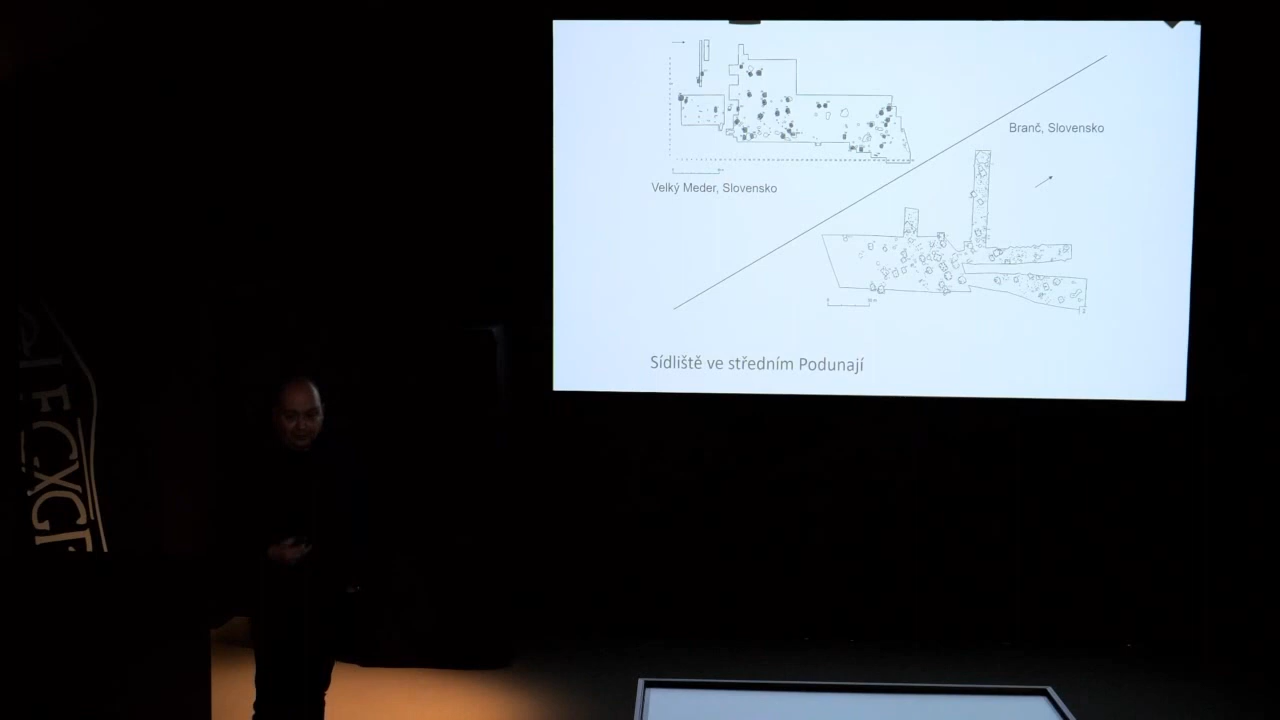 Branč, Slovensko
Velký Meder, Slovensko
Sídliště ve středním Podunají